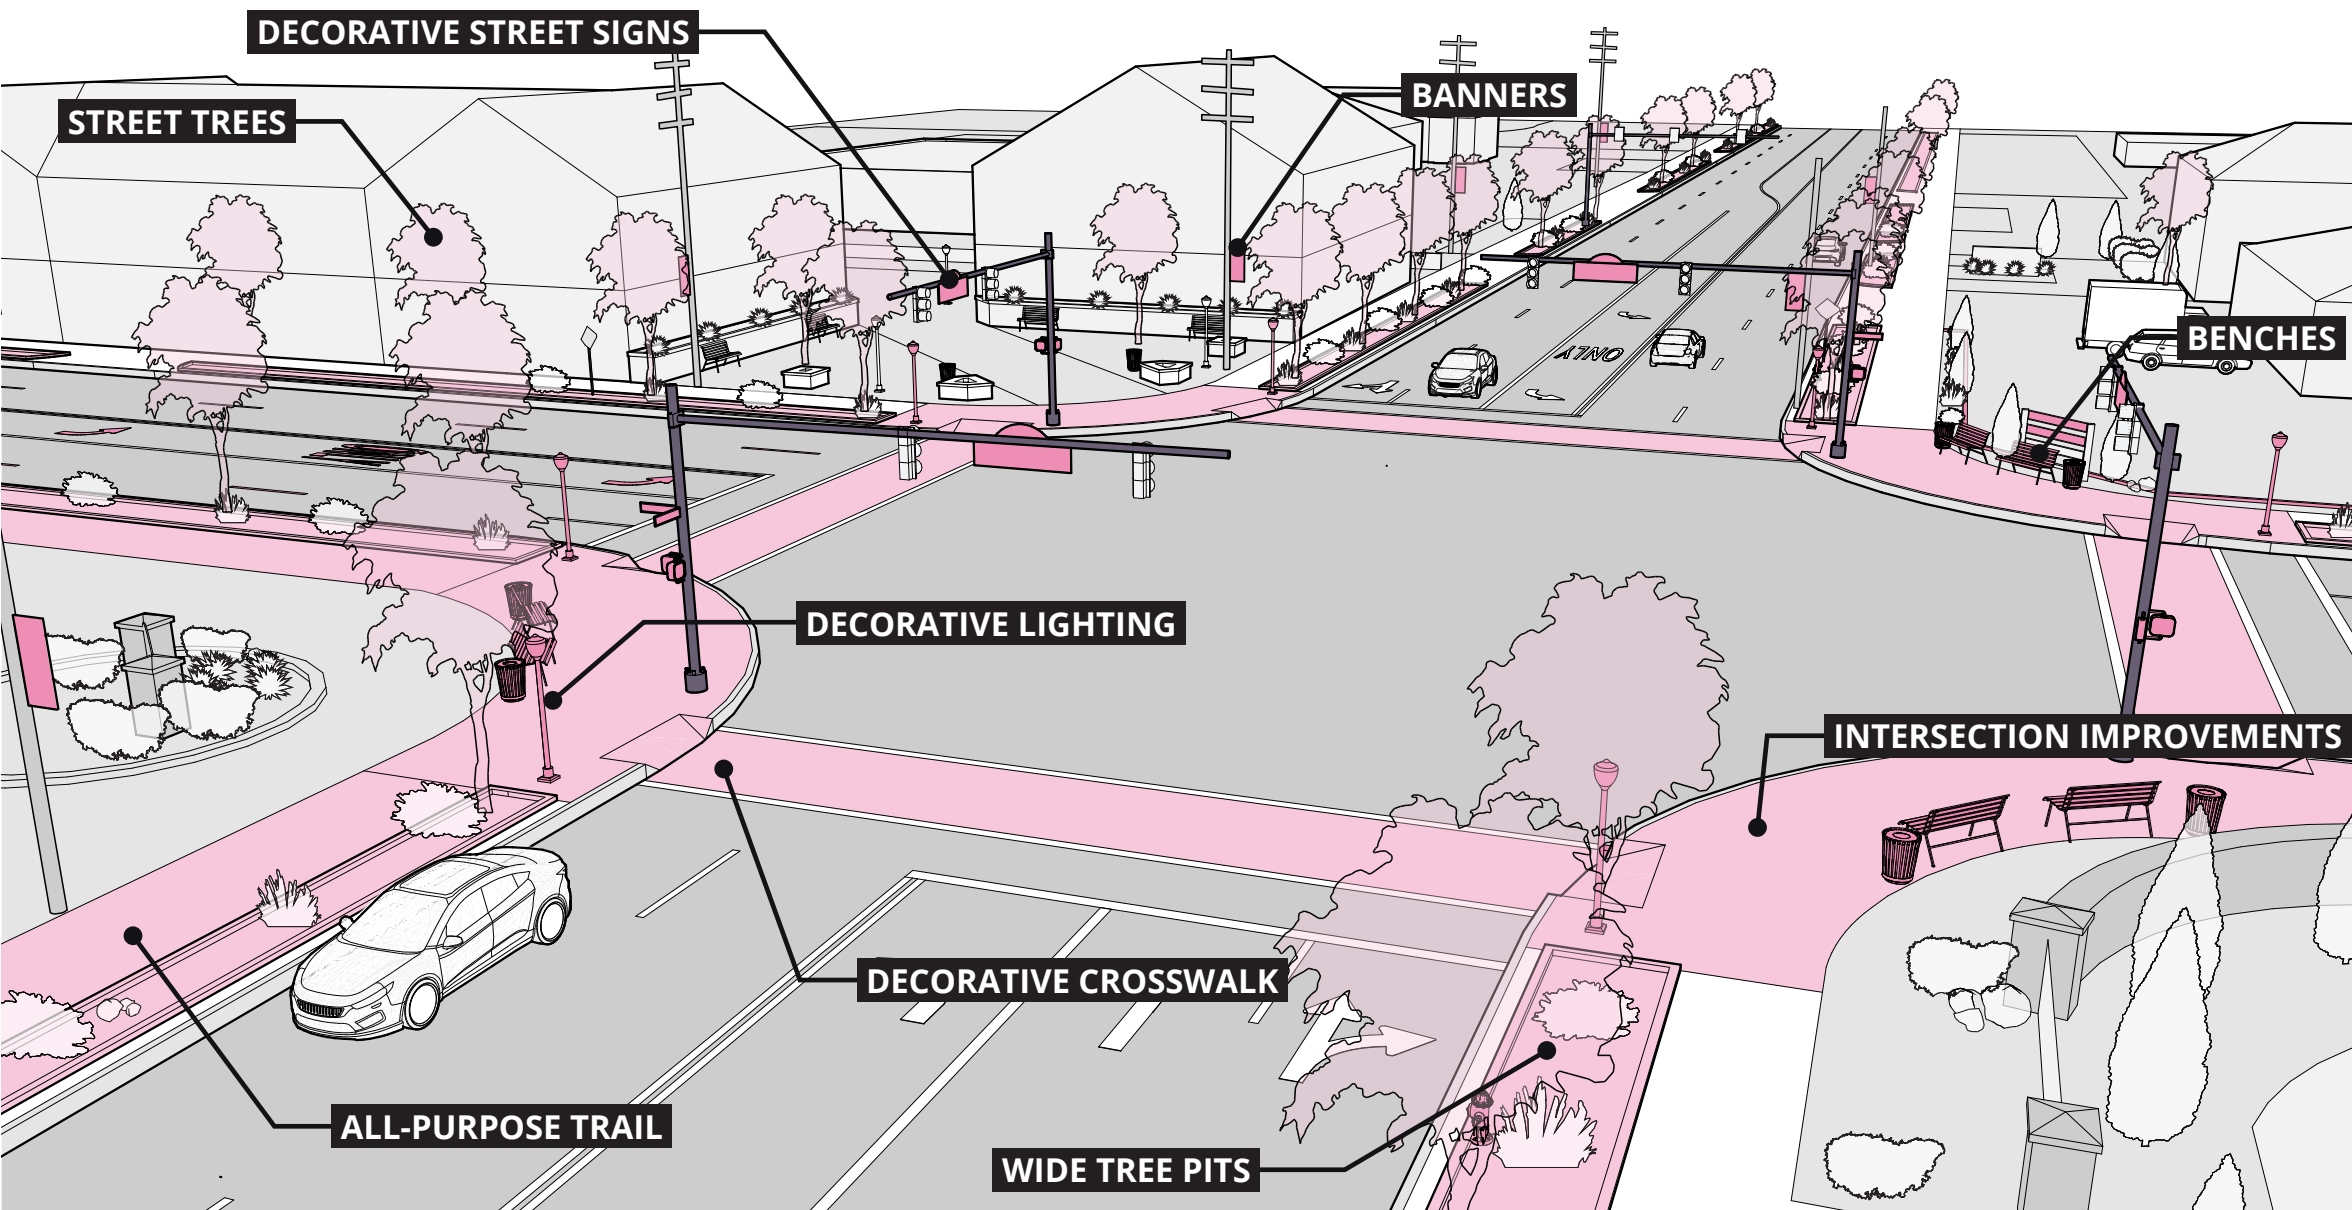 DECORATIVE STREET SIGNS
BANNERS
STREET TREES
BENCHES
ONLY
DECORATIVE LIGHTING
INTERSECTION IMPROVEMENTS
DECORATIVE CROSSWALK
ALL-PURPOSE TRAIL
WIDE TREE PITS